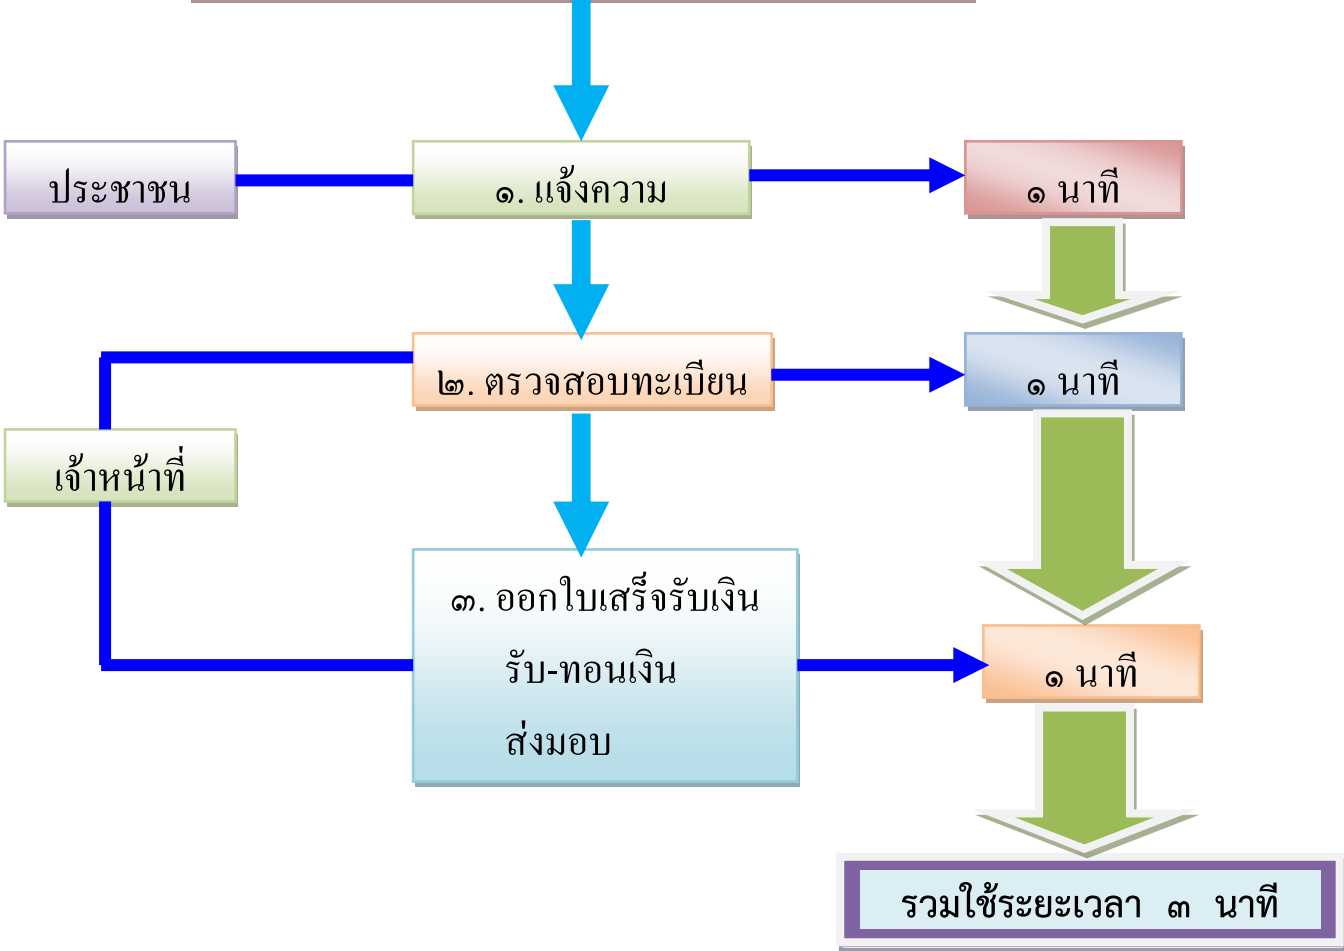 ประชาชน
๑. แจ้งความ
๑ นาที
๒. ตรวจสอบทะเบียน
๑ นาที
เจ้าหน้าที่
๓. ออกใบเสร็จรับเงิน
รับ-ทอนเงิน
ส่งมอบ
๑ นาที
รวมใช้ระยะเวลา ๓ นาที